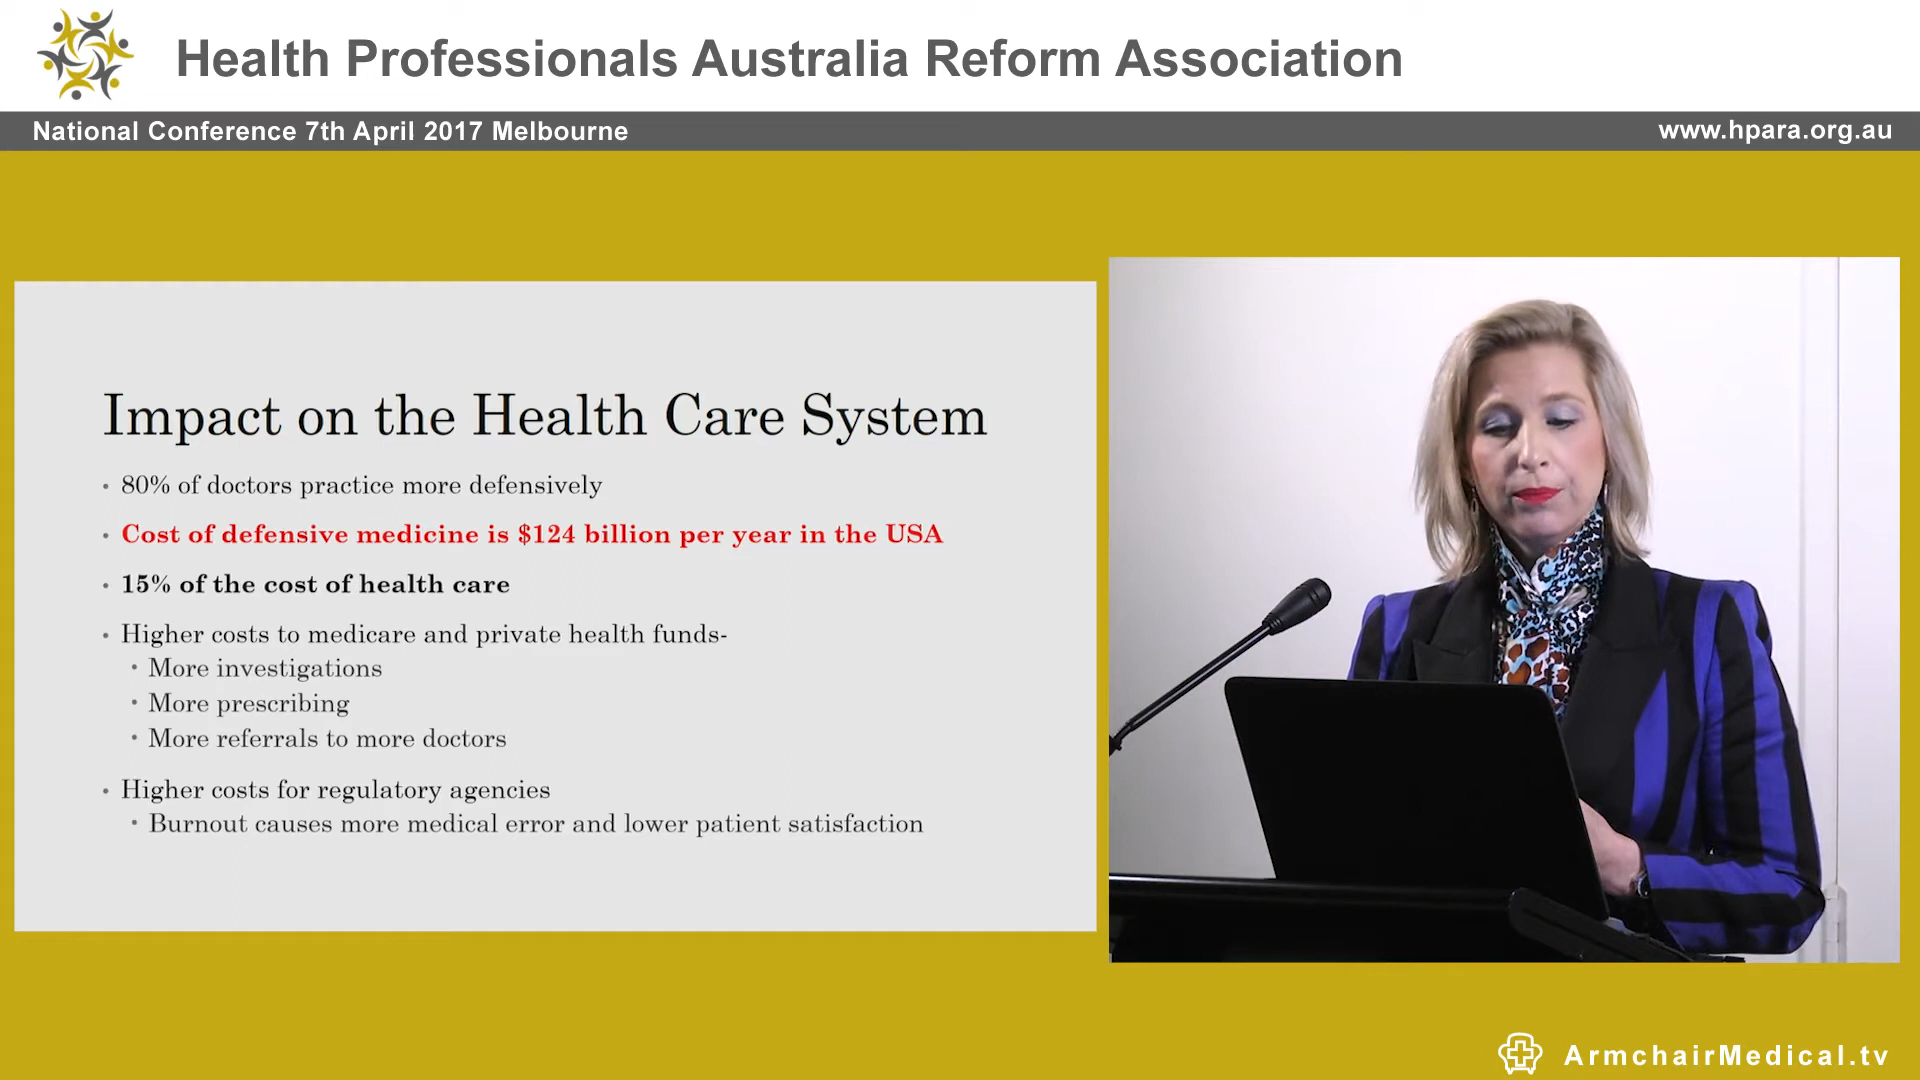 Health Professionals Australia Reform Association
National Conference 7th April 2017 Melbourne
www.hpara.org.au
Impact on the Health Care System
• 80% of doctors practice more defensively
• Cost of defensive medicine is $124 billion per year in the USA
• 15% of the cost of health care
• Higher costs to medicare and private health funds-
• More investigations
• More prescribing
• More referrals to more doctors
• Higher costs for regulatory agencies
• Burnout causes more medical error and lower patient satisfaction
ArmchairMedical.tv